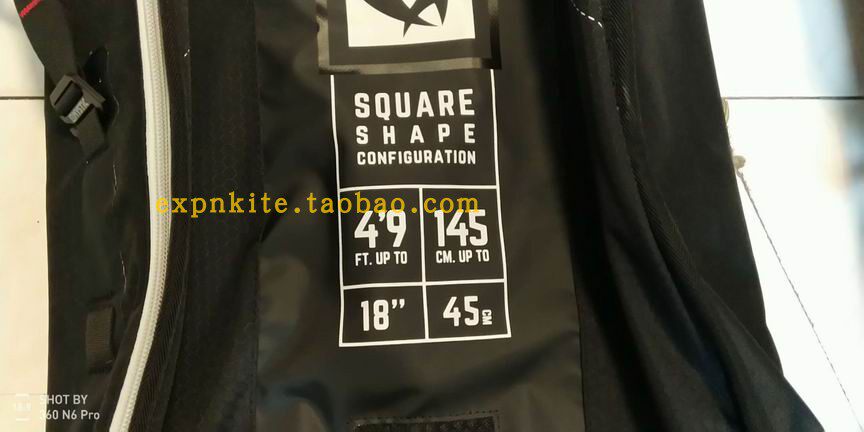 SQUARE
SHAPE
CONFIGURATION
expnkite.taobao.com
4'9 145
FT. UP TO CM. UP TO
18" 45 CM
SHOT BY
360 N6 Pro